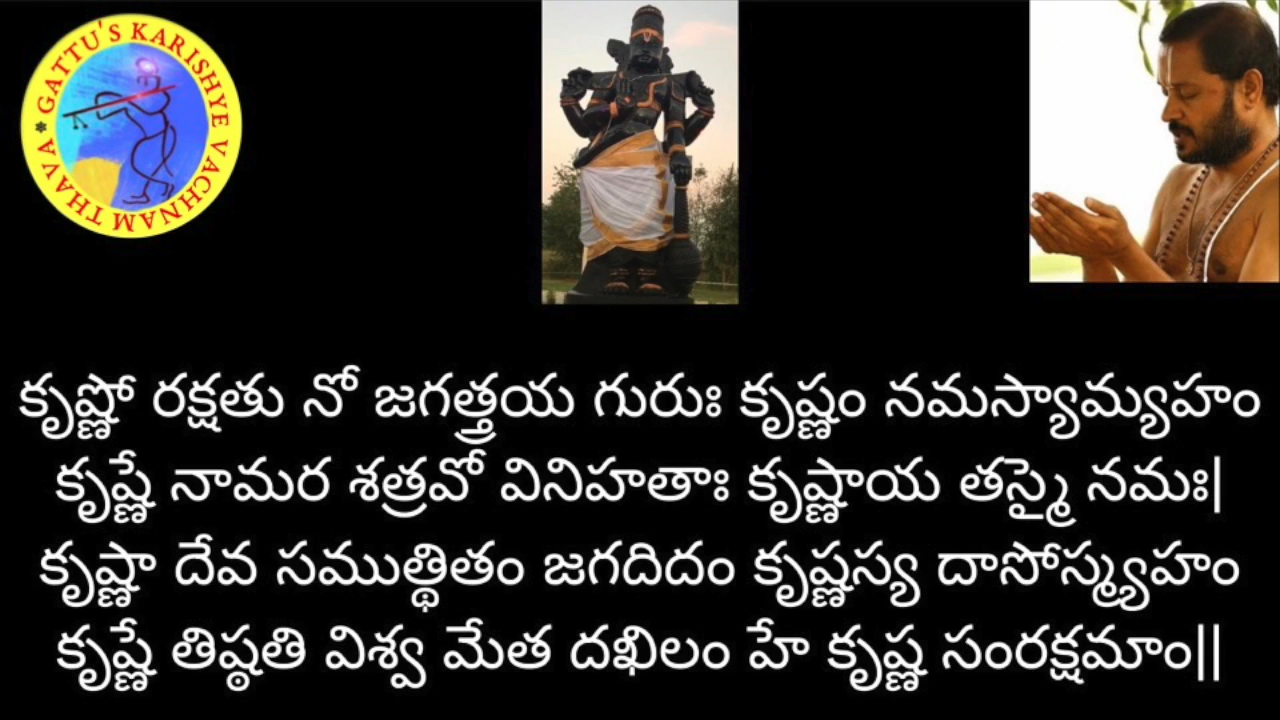 GATTU'S KARISHYE VACHNAM THAVA *
కృష్ణో రక్షతు నో జగత్త్రయ గురుః కృష్ణం నమస్యామ్యహం
కృష్ణే నామర శత్రవో వినిహతాః కృష్ణాయ తస్మై నమః|
కృష్ణా దేవ సముత్థితం జగదిదం కృష్ణస్య దాసోస్మ్యహం
కృష్ణే తిష్ఠతి విశ్వ మేత దఖిలం హే కృష్ణ సంరక్షమాం||